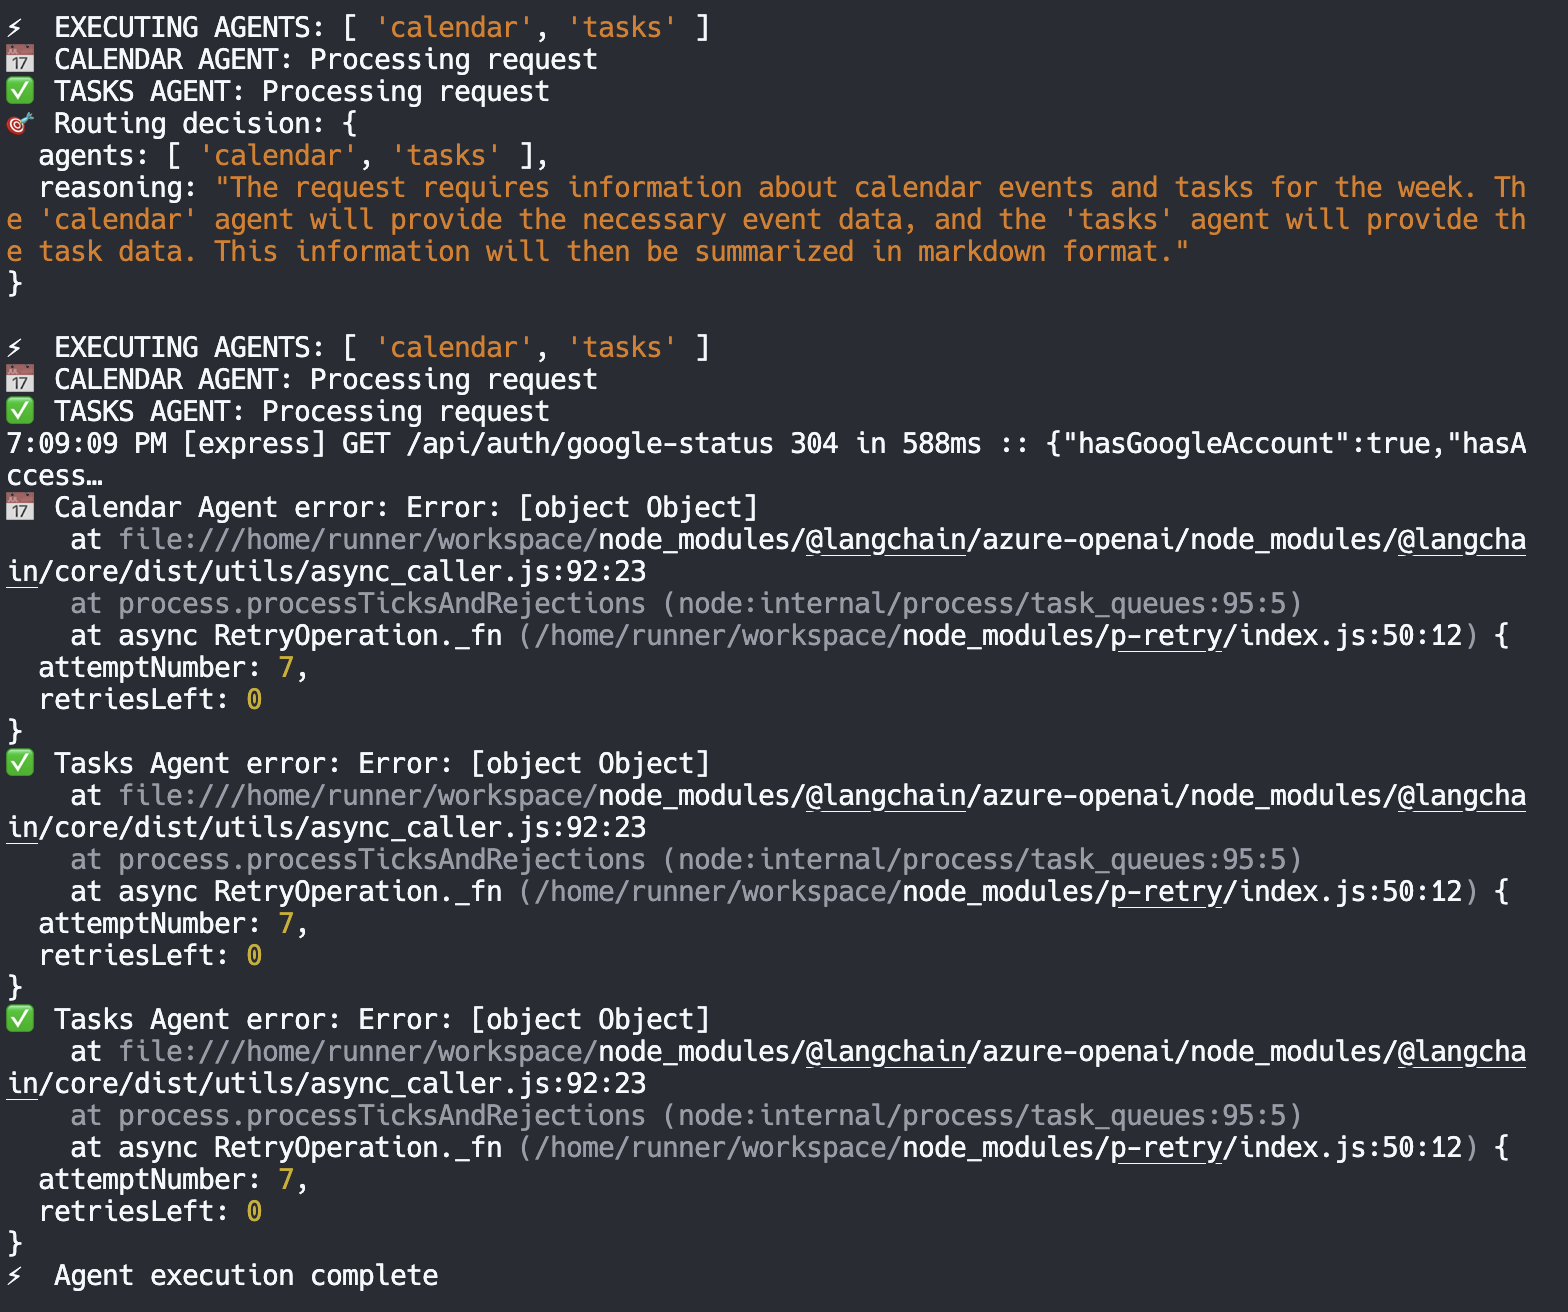 ⚡ EXECUTING AGENTS: [ 'calendar', 'tasks' ]
📅 CALENDAR AGENT: Processing request
✅ TASKS AGENT: Processing request
🎯 Routing decision: {
  agents: [ 'calendar', 'tasks' ],
  reasoning: "The request requires information about calendar events and tasks for the week. Th
e 'calendar' agent will provide the necessary event data, and the 'tasks' agent will provide th
e task data. This information will then be summarized in markdown format."
}

⚡ EXECUTING AGENTS: [ 'calendar', 'tasks' ]
📅 CALENDAR AGENT: Processing request
✅ TASKS AGENT: Processing request
7:09:09 PM [express] GET /api/auth/google-status 304 in 588ms :: {"hasGoogleAccount":true,"hasA
ccess…
📅 Calendar Agent error: Error: [object Object]
    at file:///home/runner/workspace/node_modules/@langchain/azure-openai/node_modules/@langcha
in/core/dist/utils/async_caller.js:92:23
    at process.processTicksAndRejections (node:internal/process/task_queues:95:5)
    at async RetryOperation._fn (/home/runner/workspace/node_modules/p-retry/index.js:50:12) {
  attemptNumber: 7,
  retriesLeft: 0
}
✅ Tasks Agent error: Error: [object Object]
    at file:///home/runner/workspace/node_modules/@langchain/azure-openai/node_modules/@langcha
in/core/dist/utils/async_caller.js:92:23
    at process.processTicksAndRejections (node:internal/process/task_queues:95:5)
    at async RetryOperation._fn (/home/runner/workspace/node_modules/p-retry/index.js:50:12) {
  attemptNumber: 7,
  retriesLeft: 0
}
✅ Tasks Agent error: Error: [object Object]
    at file:///home/runner/workspace/node_modules/@langchain/azure-openai/node_modules/@langcha
in/core/dist/utils/async_caller.js:92:23
    at process.processTicksAndRejections (node:internal/process/task_queues:95:5)
    at async RetryOperation._fn (/home/runner/workspace/node_modules/p-retry/index.js:50:12) {
  attemptNumber: 7,
  retriesLeft: 0
}
⚡ Agent execution complete